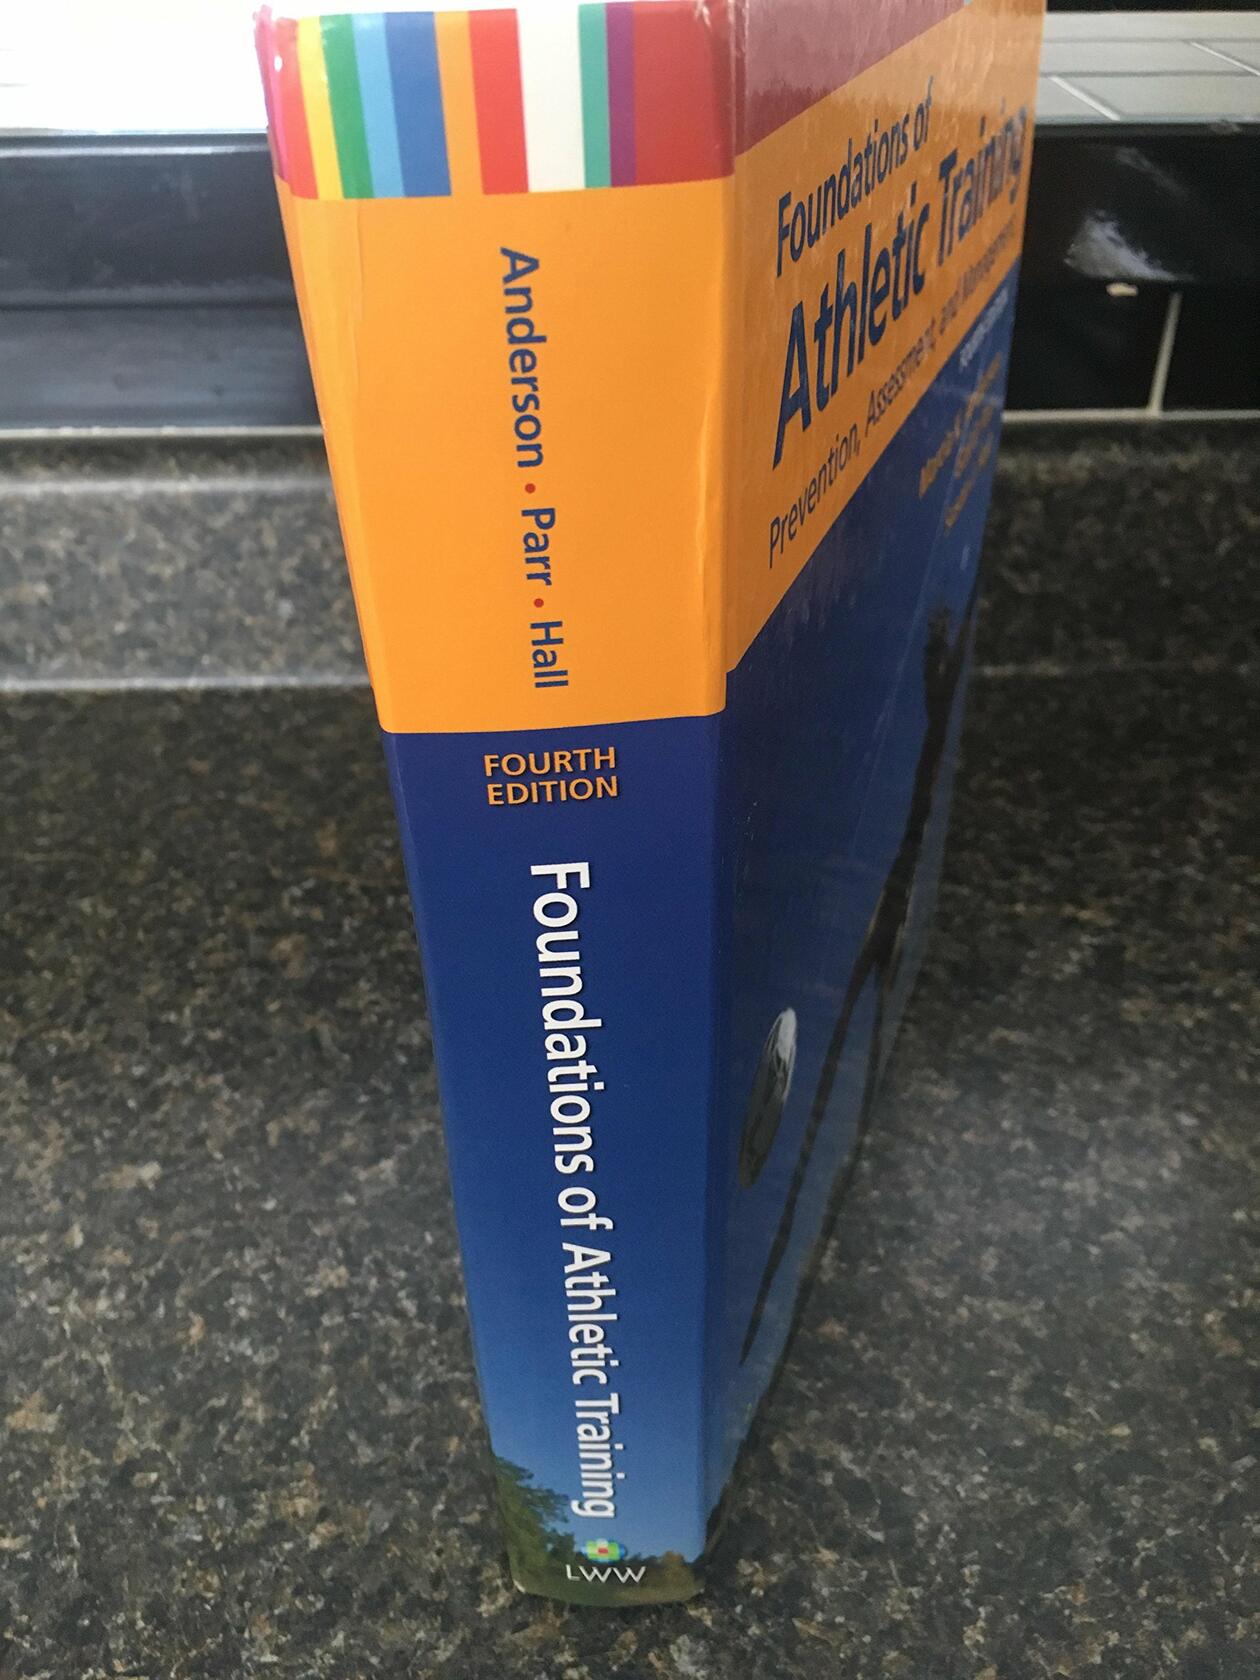 Anderson • Parr • Hall
FOURTH
EDITION
Foundations of Athletic Training
LWW
Foundations of
Athletic Training
Prevention, Assessment, and Management